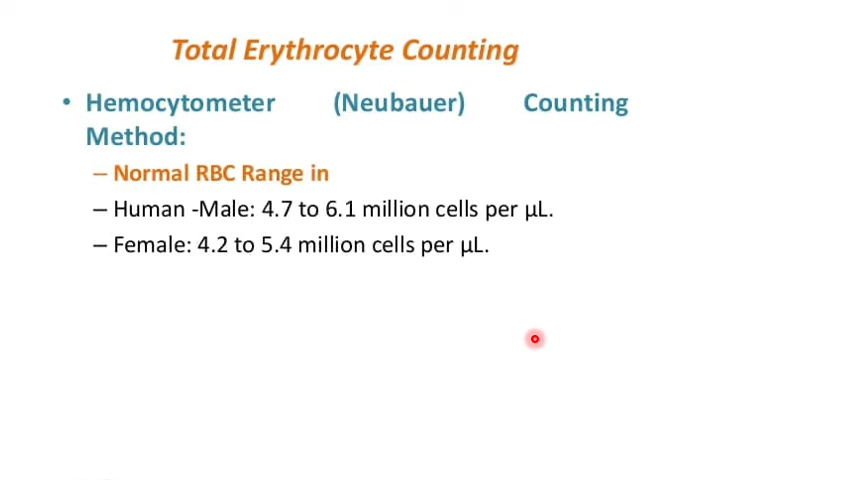 Total Erythrocyte Counting
• Hemocytometer (Neubauer) Counting
Method:
– Normal RBC Range in
– Human -Male: 4.7 to 6.1 million cells per µL.
– Female: 4.2 to 5.4 million cells per µL.